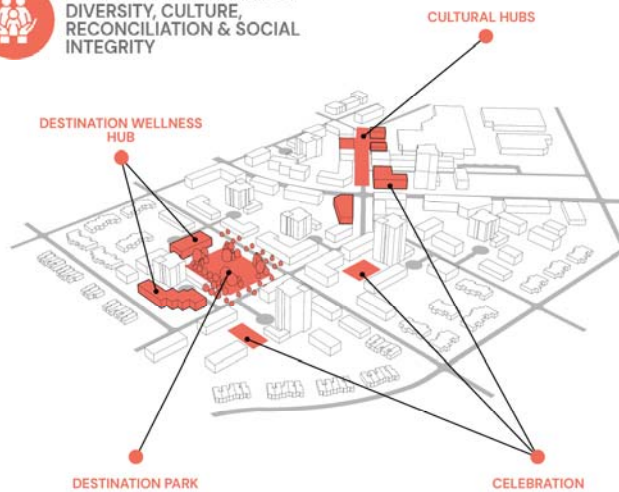 DIVERSITY, CULTURE,
RECONCILIATION & SOCIAL
INTEGRITY
CULTURAL HUBS
DESTINATION WELLNESS
HUB
DESTINATION PARK
CELEBRATION